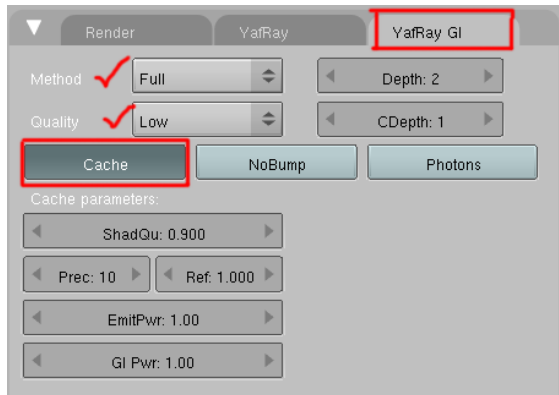 Render YafRay YafRay GI
Method Full Depth: 2
Quality Low CDepth: 1
Cache NoBump Photons
Cache parameters:
ShadQu: 0.900
Prec: 10 Ref: 1.000
EmitPwr: 1.00
GI Pwr: 1.00